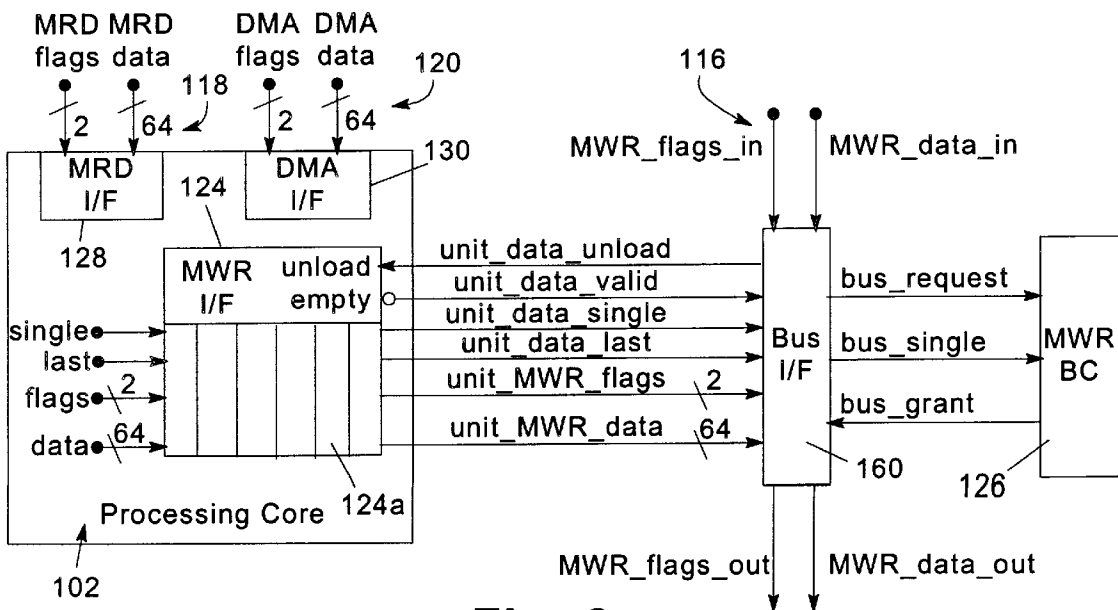 MRD MRD DMA DMA
flags data flags data
118
120
116
2 64 2 64
MWR_flags_in
MWR_data_in
130
MRD
I/F
DMA
I/F
124
128
MWR
I/F
unload
empty
unit_data_unload
unit_data_valid
unit_data_single
unit_data_last
unit_MWR_flags
2
unit_MWR_data
64
single
last
flags
2
data
64
Bus
I/F
bus_request
bus_single
bus_grant
MWR
BC
124a
160
126
Processing Core
102
MWR_flags_out
MWR_data_out